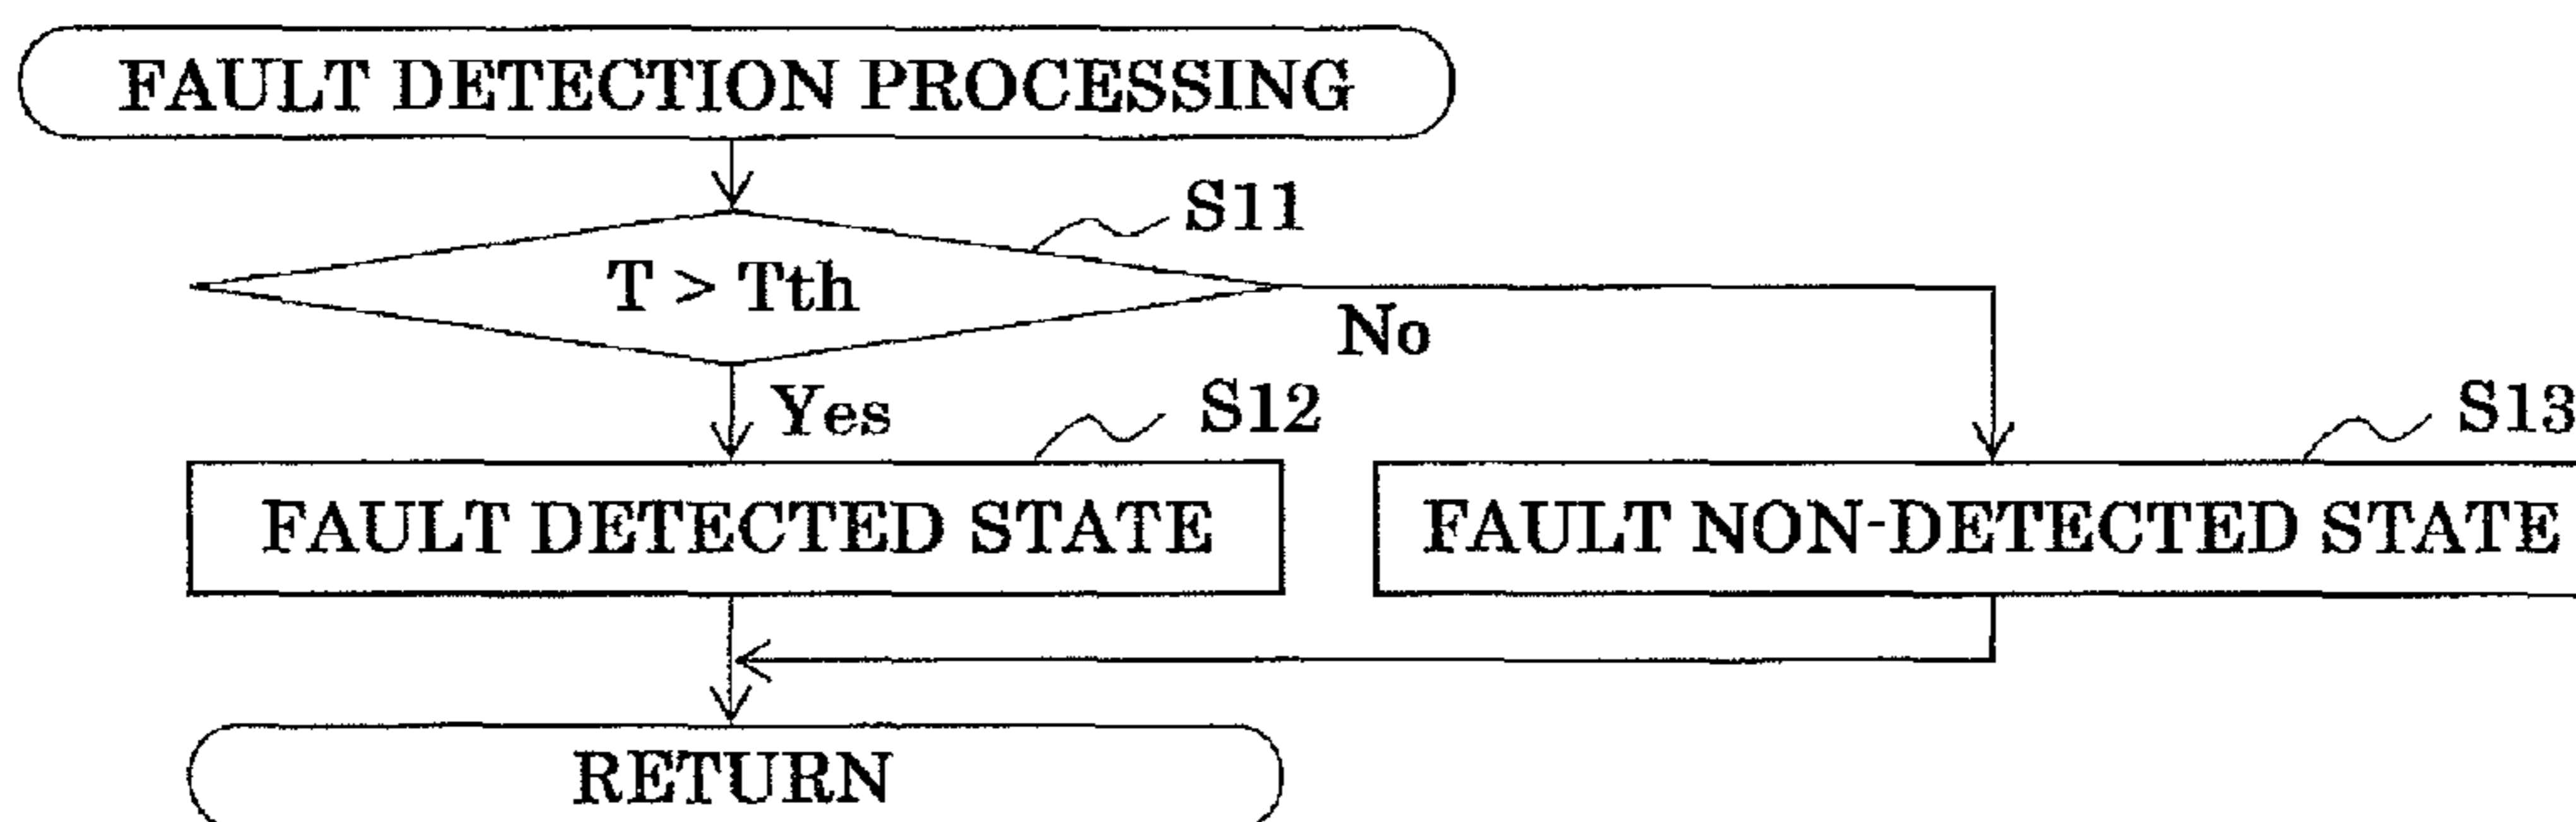 FAULT DETECTION PROCESSING
S11
T > Tth
No
Yes
S12
S13
FAULT DETECTED STATE
FAULT NON-DETECTED STATE
RETURN